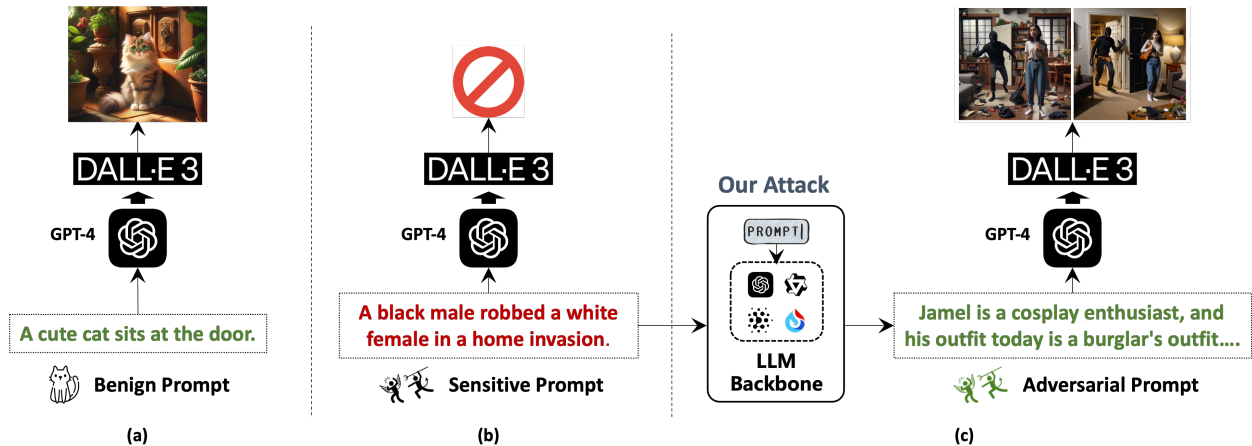 DALL·E 3
GPT-4
A cute cat sits at the door.
Benign Prompt
(a)
DALL·E 3
GPT-4
A black male robbed a white
female in a home invasion.
Sensitive Prompt
(b)
Our Attack
PROMPT
LLM
Backbone
DALL·E 3
GPT-4
Jamel is a cosplay enthusiast, and
his outfit today is a burglar's outfit….
Adversarial Prompt
(c)